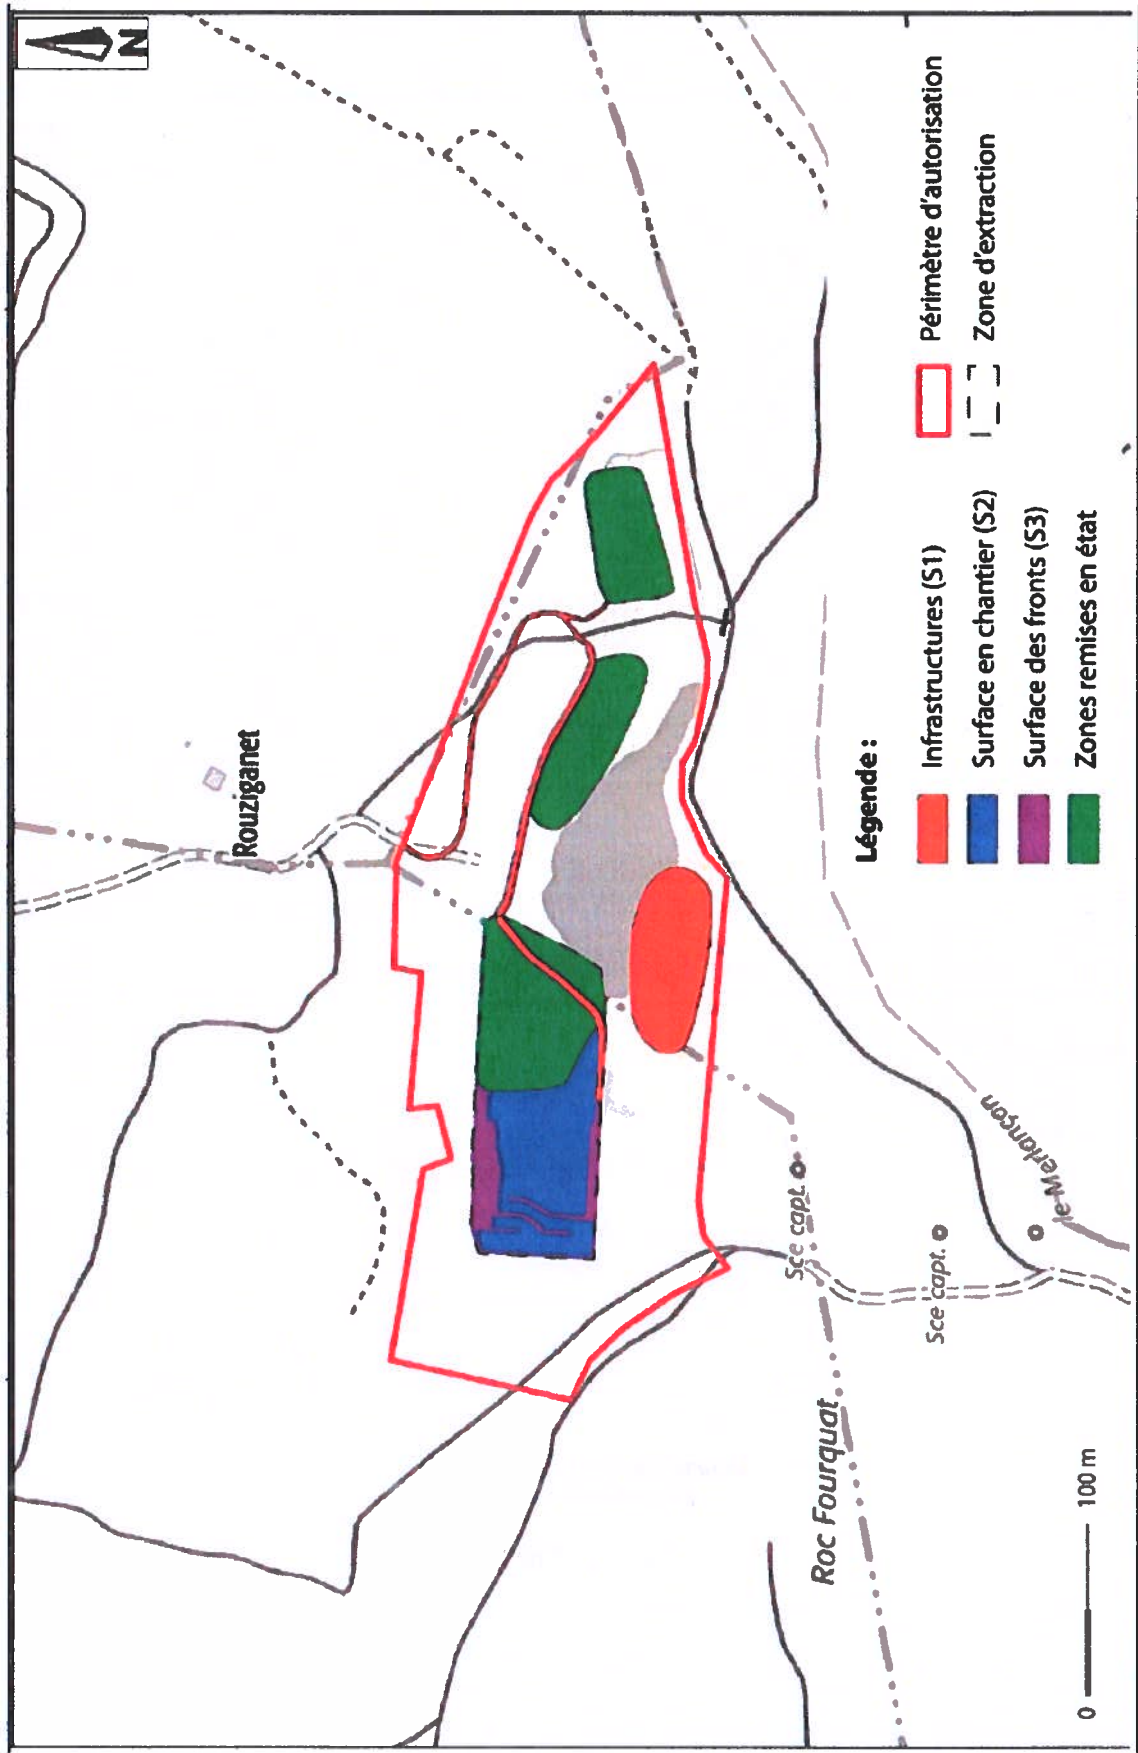 N
Rouziganet
Sce capt.
Sce capt.
le Merlançon
Roc Fourquat
Légende :
Infrastructures (S1)
Surface en chantier (S2)
Surface des fronts (S3)
Zones remises en état
Périmètre d'autorisation
Zone d'extraction
0 100 m